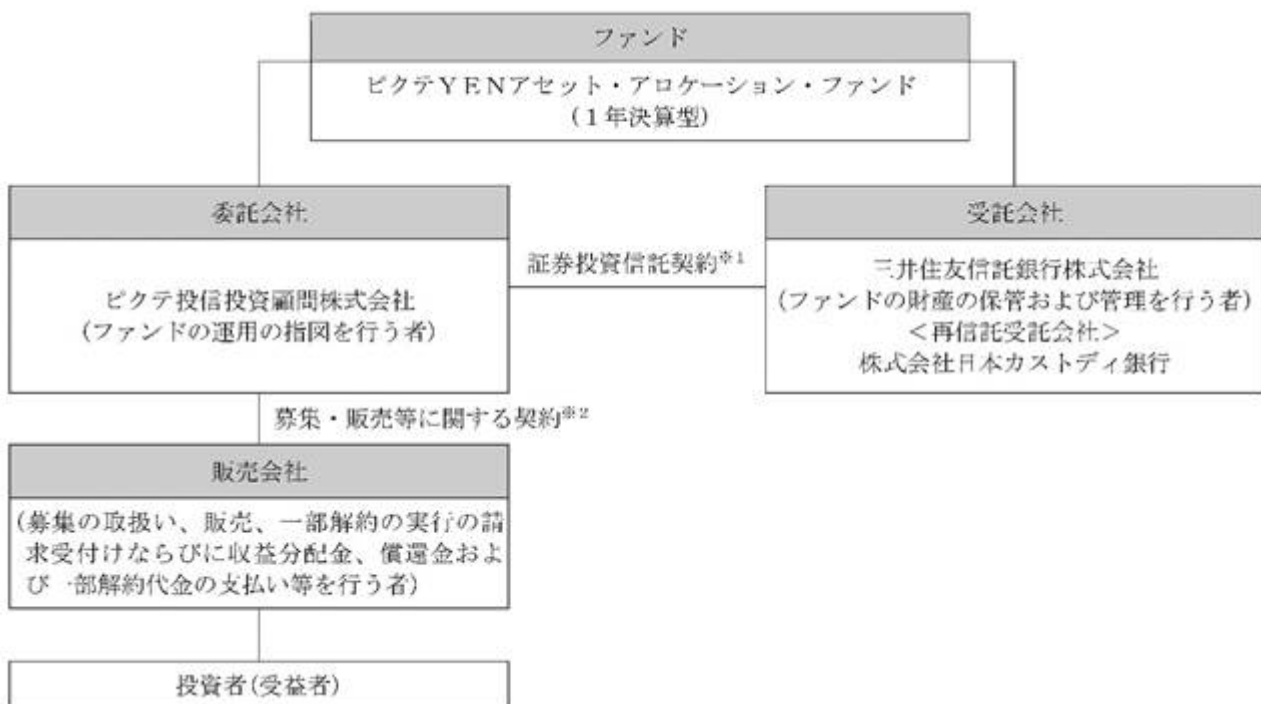 ファンド
ピクテYENアセット・アロケーション・ファンド
(1年決算型)
委託会社
ピクテ投信投資顧問株式会社
(ファンドの運用の指図を行う者)
証券投資信託契約※1
受託会社
三井住友信託銀行株式会社
(ファンドの財産の保管および管理を行う者)
<再信託受託会社>
株式会社日本カストディ銀行
募集・販売等に関する契約※2
販売会社
(募集の取扱い、販売、一部解約の実行の請
求受付けならびに収益分配金、償還金およ
び一部解約代金の支払い等を行う者)
投資者(受益者)